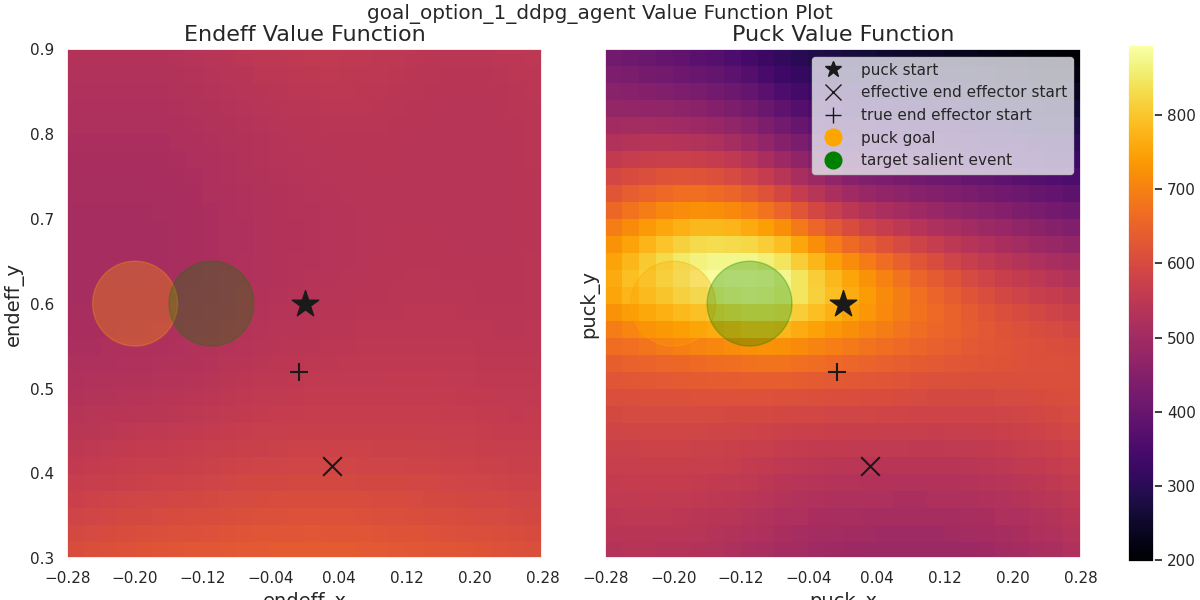 goal_option_1_ddpg_agent Value Function Plot
Endeff Value Function
endeff_y
0.9
0.8
0.7
0.6
0.5
0.4
0.3
−0.28 −0.20 −0.12 −0.04 0.04 0.12 0.20 0.28
endeff_x
Puck Value Function
puck start
effective end effector start
true end effector start
puck goal
target salient event
puck_y
−0.28 −0.20 −0.12 −0.04 0.04 0.12 0.20 0.28
puck_x
800
700
600
500
400
300
200